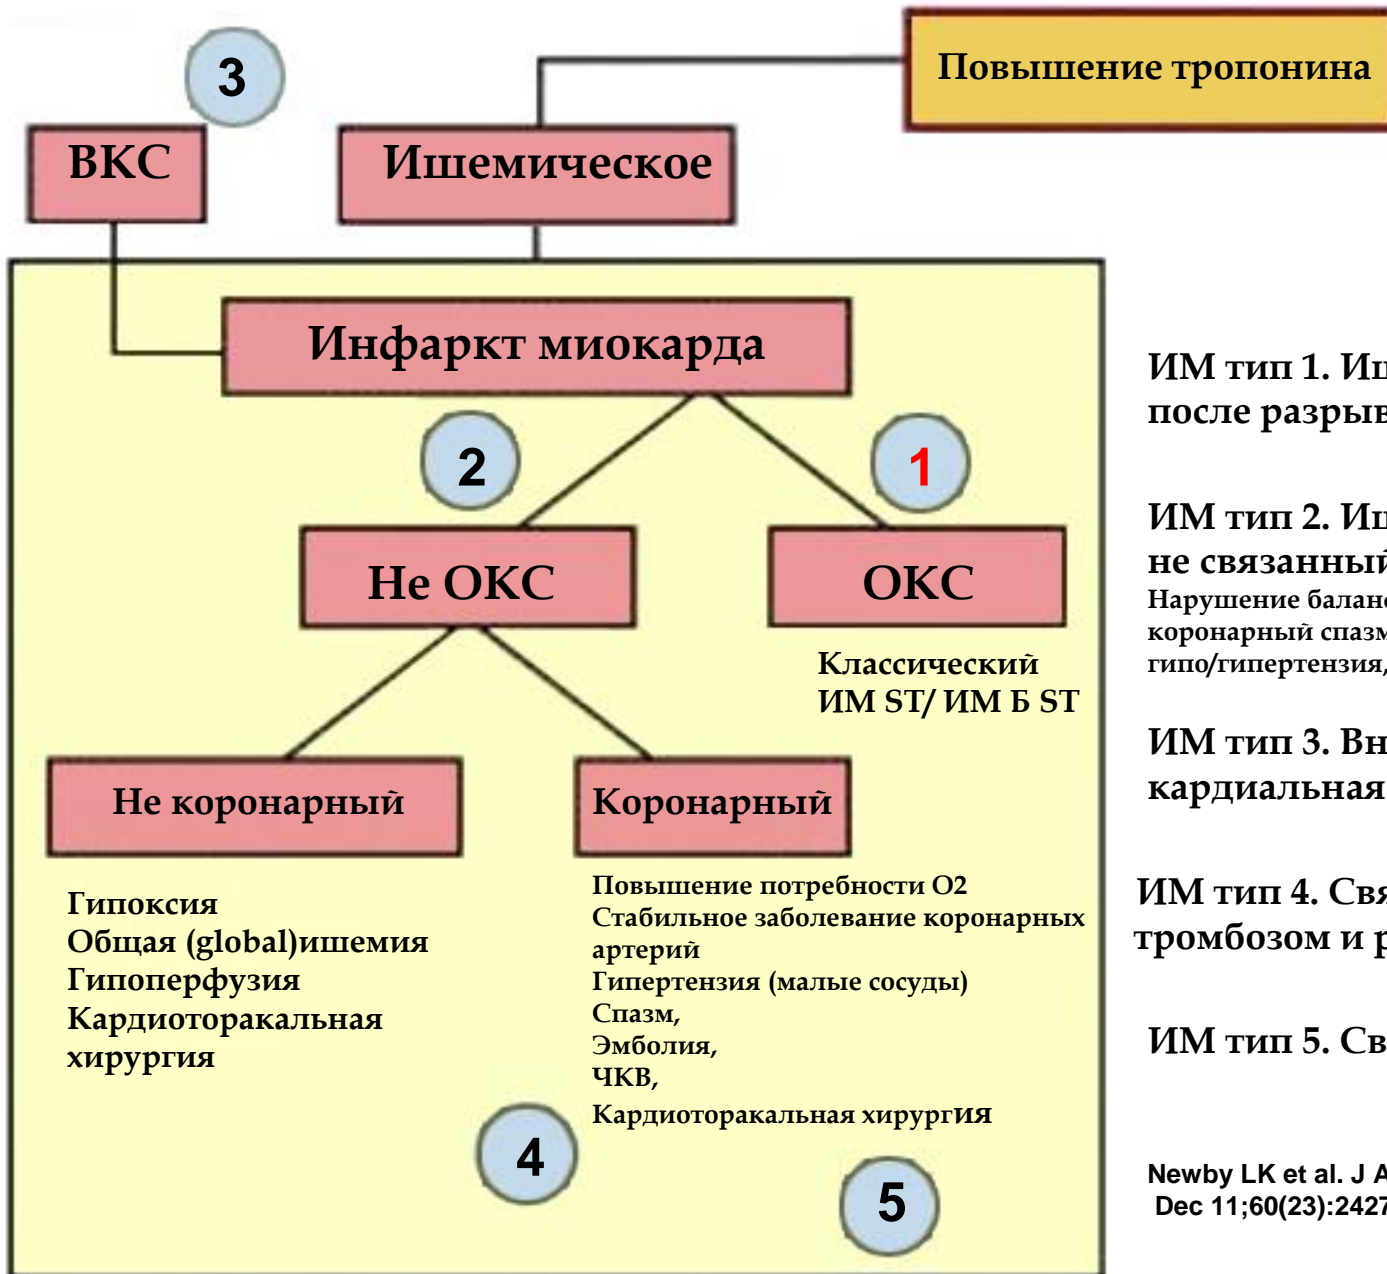 3
Повышение тропонина
ВКС
Ишемическое
Инфаркт миокарда
2
1
Не ОКС
ОКС
Классический
ИМ ST/ ИМ Б ST
Не коронарный
Коронарный
Гипоксия
Общая (global)ишемия
Гипоперфузия
Кардиоторакальная
хирургия
Повышение потребности О2
Стабильное заболевание коронарных
артерий
Гипертензия (малые сосуды)
Спазм,
Эмболия,
ЧКВ,
Кардиоторакальная хирургия
4
5
ИМ тип 1. Иш
после разрыв
ИМ тип 2. Иш
не связанный
Нарушение балан
коронарный спазм
гипо/гипертензия,
ИМ тип 3. Вн
кардиальная
ИМ тип 4. Свя
тромбозом и р
ИМ тип 5. Св
Newby LK et al. J A
Dec 11;60(23):2427